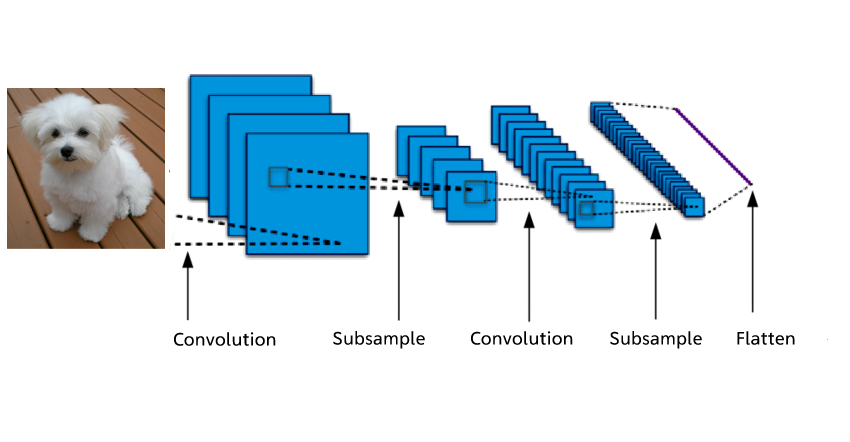 Convolution
Subsample
Convolution
Subsample
Flatten